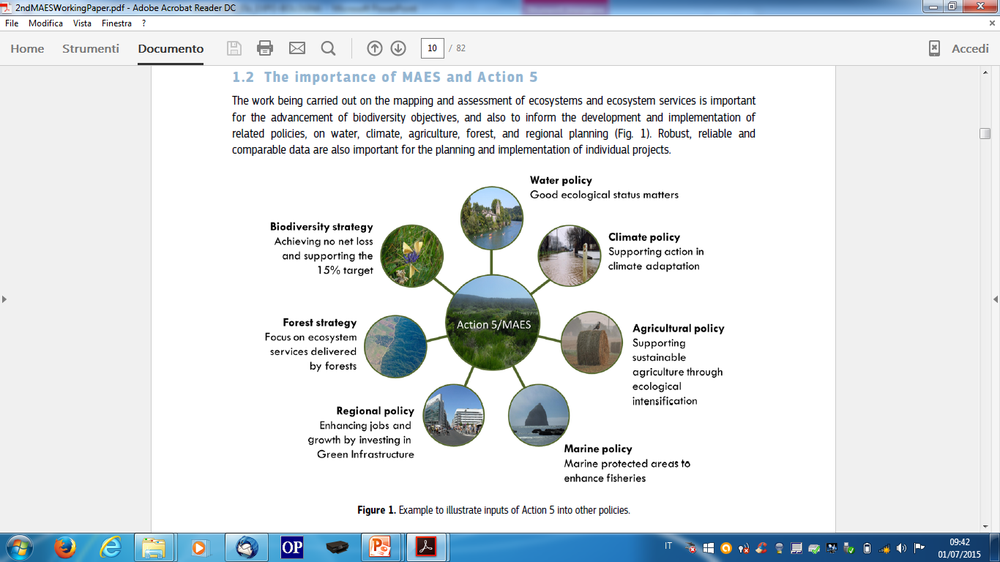 2ndMAESWorkingPaper.pdf - Adobe Acrobat Reader DC
File Modifica Vista Finestra ?
Home Strumenti Documento 10 / 82 Accedi
1.2 The importance of MAES and Action 5
The work being carried out on the mapping and assessment of ecosystems and ecosystem services is important
for the advancement of biodiversity objectives, and also to inform the development and implementation of
related policies, on water, climate, agriculture, forest, and regional planning (Fig. 1). Robust, reliable and
comparable data are also important for the planning and implementation of individual projects.
Water policy
Good ecological status matters
Biodiversity strategy
Achieving no net loss
and supporting the
15% target
Climate policy
Supporting action in
climate adaptation
Action 5/MAES
Forest strategy
Focus on ecosystem
services delivered
by forests
Agricultural policy
Supporting
sustainable
agriculture through
ecological
intensification
Regional policy
Enhancing jobs and
growth by investing in
Green Infrastructure
Marine policy
Marine protected areas to
enhance fisheries
Figure 1. Example to illustrate inputs of Action 5 into other policies.
OP
IT
09:42
01/07/2015